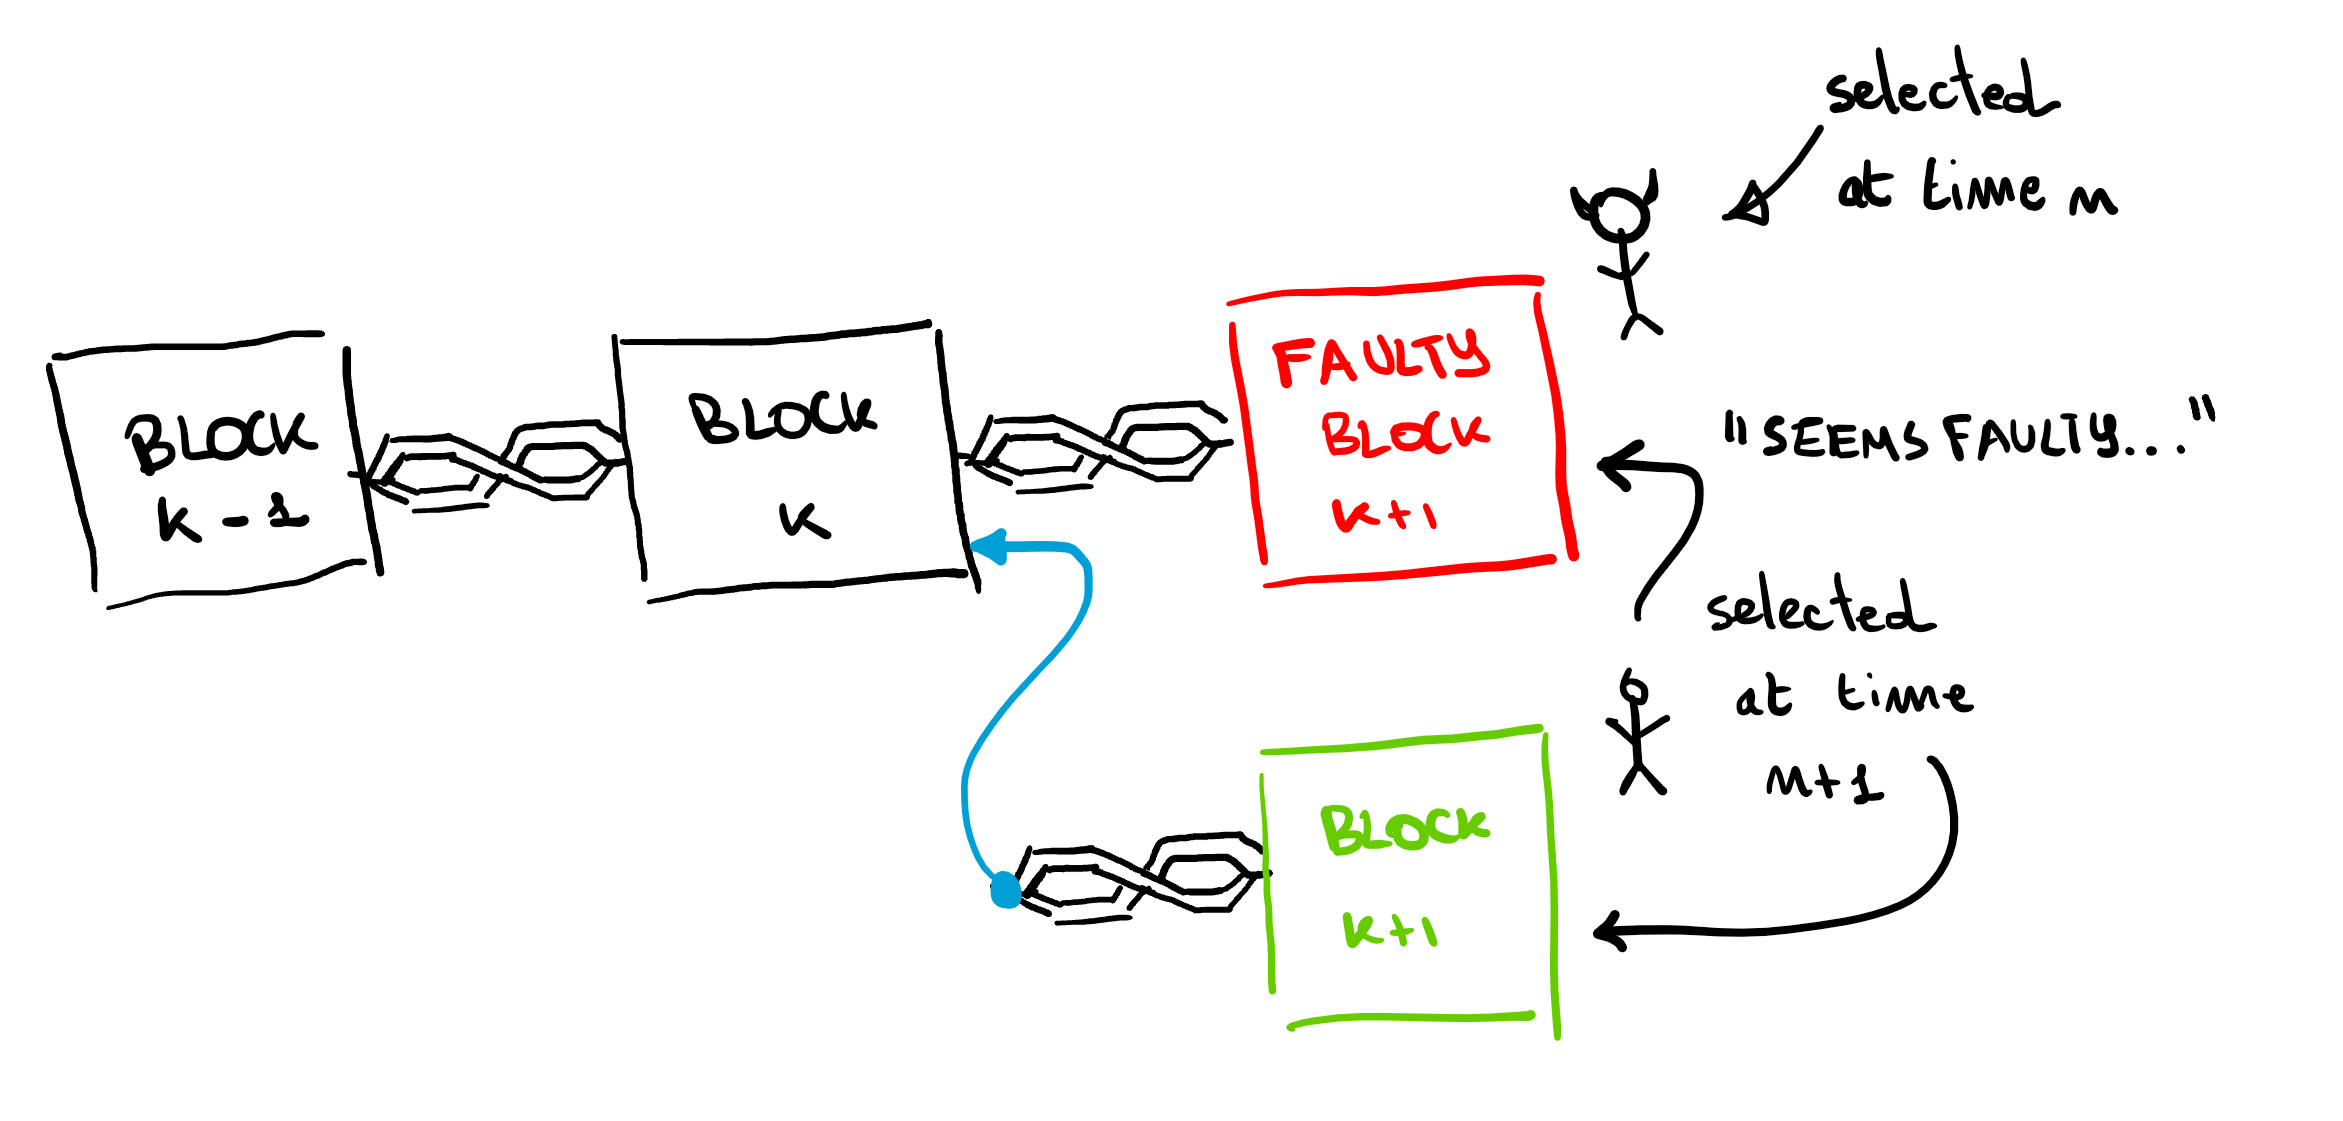 selected
at time n
BLOCK
k-1
BLOCK
k
FAULTY
BLOCK
k+1
"SEEMS FAULTY..."
selected
at time
n+1
BLOCK
k+1